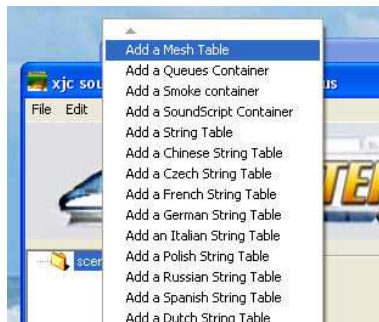 Add a Mesh Table
Add a Queues Container
xjc sou
us
Add a Smoke container
File Edit
Add a SoundScript Container
Add a String Table
Add a Chinese String Table
Add a Czech String Table
Add a French String Table
Add a German String Table
Add an Italian String Table
scer
Add a Polish String Table
Add a Russian String Table
Add a Spanish String Table
Add a Dutch String Table